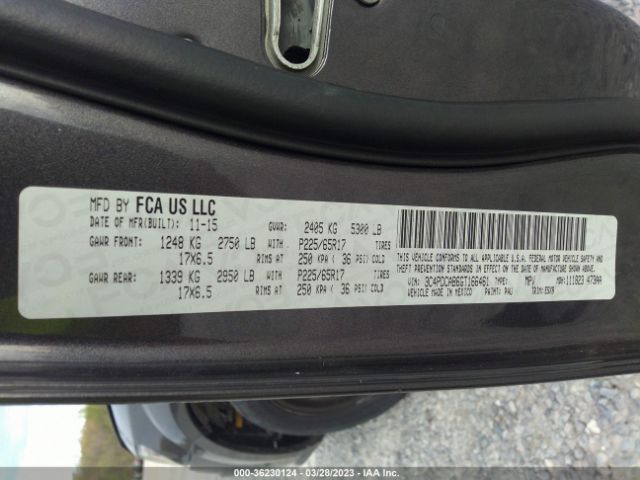 MFD BY FCA US LLC
DATE OF MFR(BUILT): 11-15 GVWR: 2405 KG 5300 LB
GAWR FRONT: 1248 KG 2750 LB WITH P225/65R17 TIRES
17X6.5 RIMS AT 250 KPA ( 36 PSI) COLD
GAWR REAR: 1339 KG 2950 LB WITH P225/65R17 TIRES
17X6.5 RIMS AT 250 KPA ( 36 PSI) COLD
THIS VEHICLE CONFORMS TO ALL APPLICABLE U.S.A. FEDERAL MOTOR VEHICLE SAFETY AND
THEFT PREVENTION STANDARDS IN EFFECT ON THE DATE OF MANUFACTURE SHOWN ABOVE.
VIN: 3C4PDCAB6GT166461 TYPE: MPV MDH:111823 473AA
VEHICLE MADE IN MEXICO PAINT: PAU TRIM:
000-36230124 - 03/28/2023 - IAA Inc.